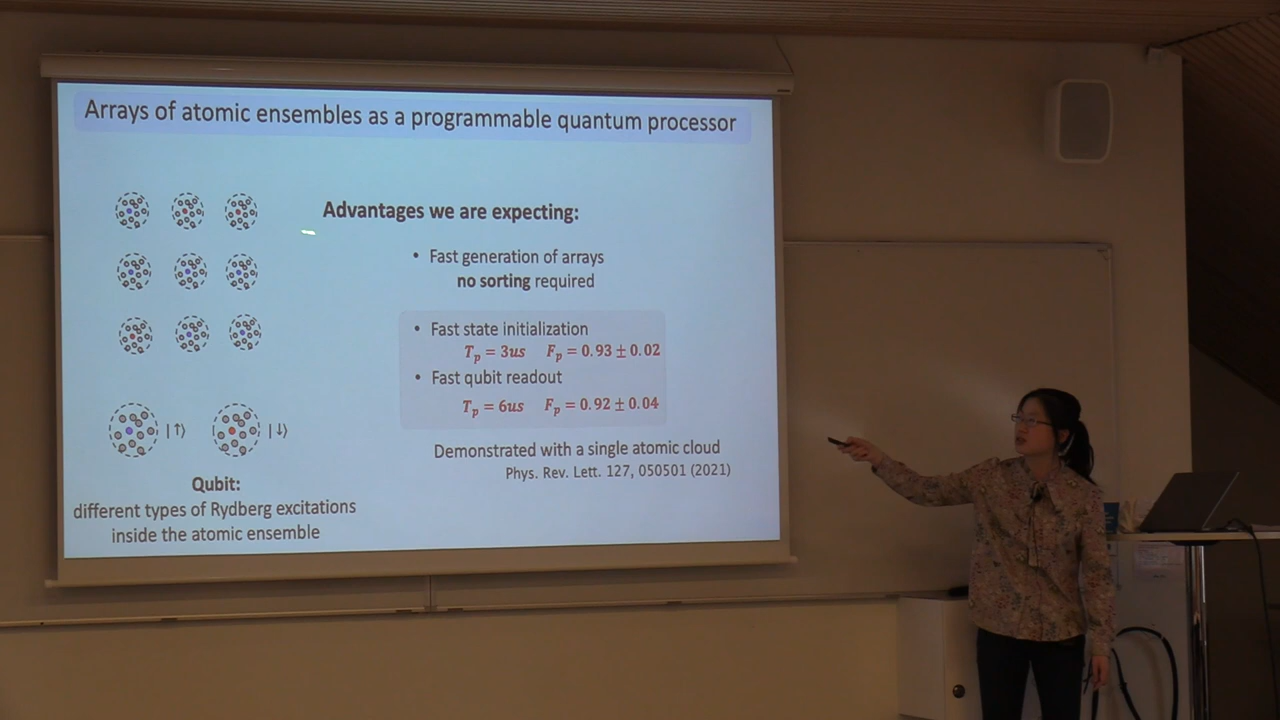 Arrays of atomic ensembles as a programmable quantum processor
Advantages we are expecting:
• Fast generation of arrays
no sorting required
• Fast state initialization
T_p = 3us F_p = 0.93 ± 0.02
• Fast qubit readout
T_p = 6us F_p = 0.92 ± 0.04
Demonstrated with a single atomic cloud
Phys. Rev. Lett. 127, 050501 (2021)
|↑⟩ |↓⟩
Qubit:
different types of Rydberg excitations
inside the atomic ensemble